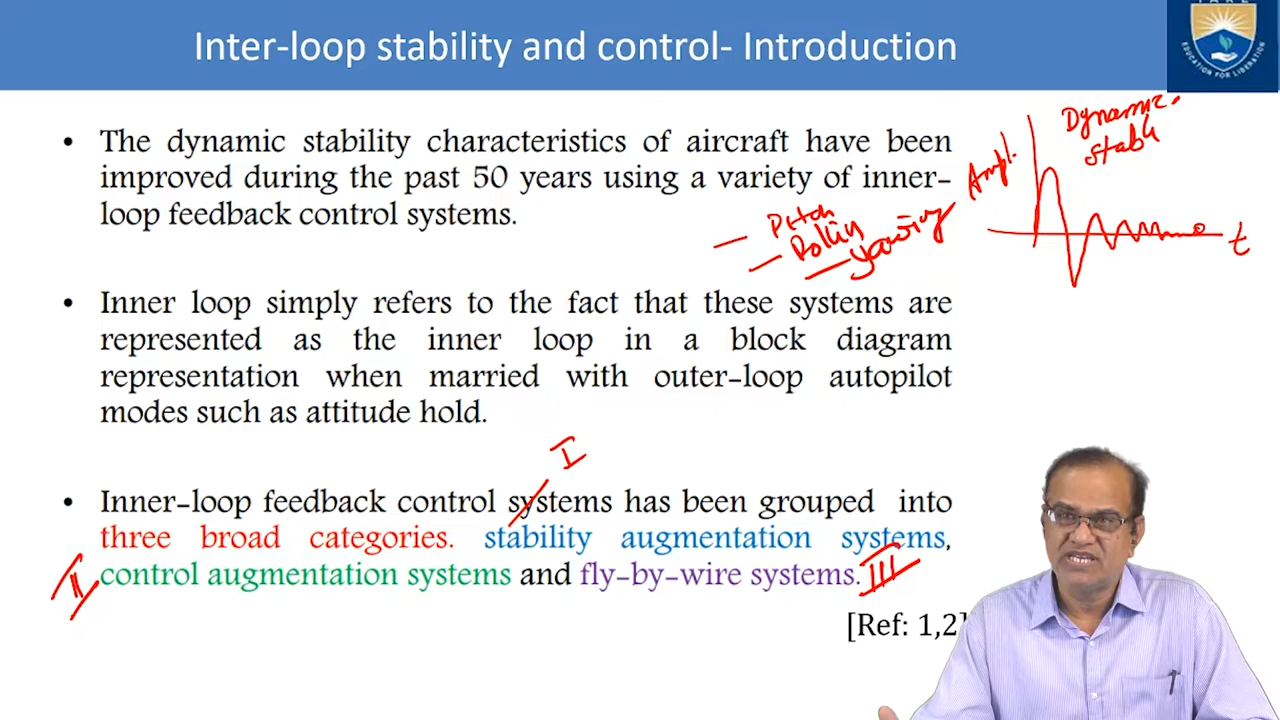 Inter-loop stability and control- Introduction
EDUCATION FOR LIBERATION
• The dynamic stability characteristics of aircraft have been
improved during the past 50 years using a variety of inner-
loop feedback control systems.
Dynamic
stab
Ampl.
Pitch
Rollin
Yawing
t
• Inner loop simply refers to the fact that these systems are
represented as the inner loop in a block diagram
representation when married with outer-loop autopilot
modes such as attitude hold.
I
• Inner-loop feedback control systems has been grouped into
three broad categories. stability augmentation systems,
II control augmentation systems and fly-by-wire systems. III
[Ref: 1,2]